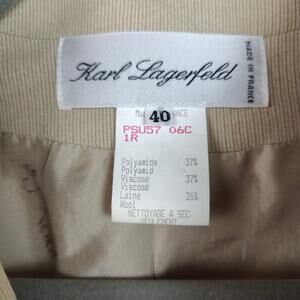 Karl Lagerfeld
MADE IN FRANCE
40
PSU57 06C
1R
Polyamide 37%
Polyamid
Viscose 37%
Viscose
Laine 26%
Wool
NETTOYAGE A SEC
SEULEMENT